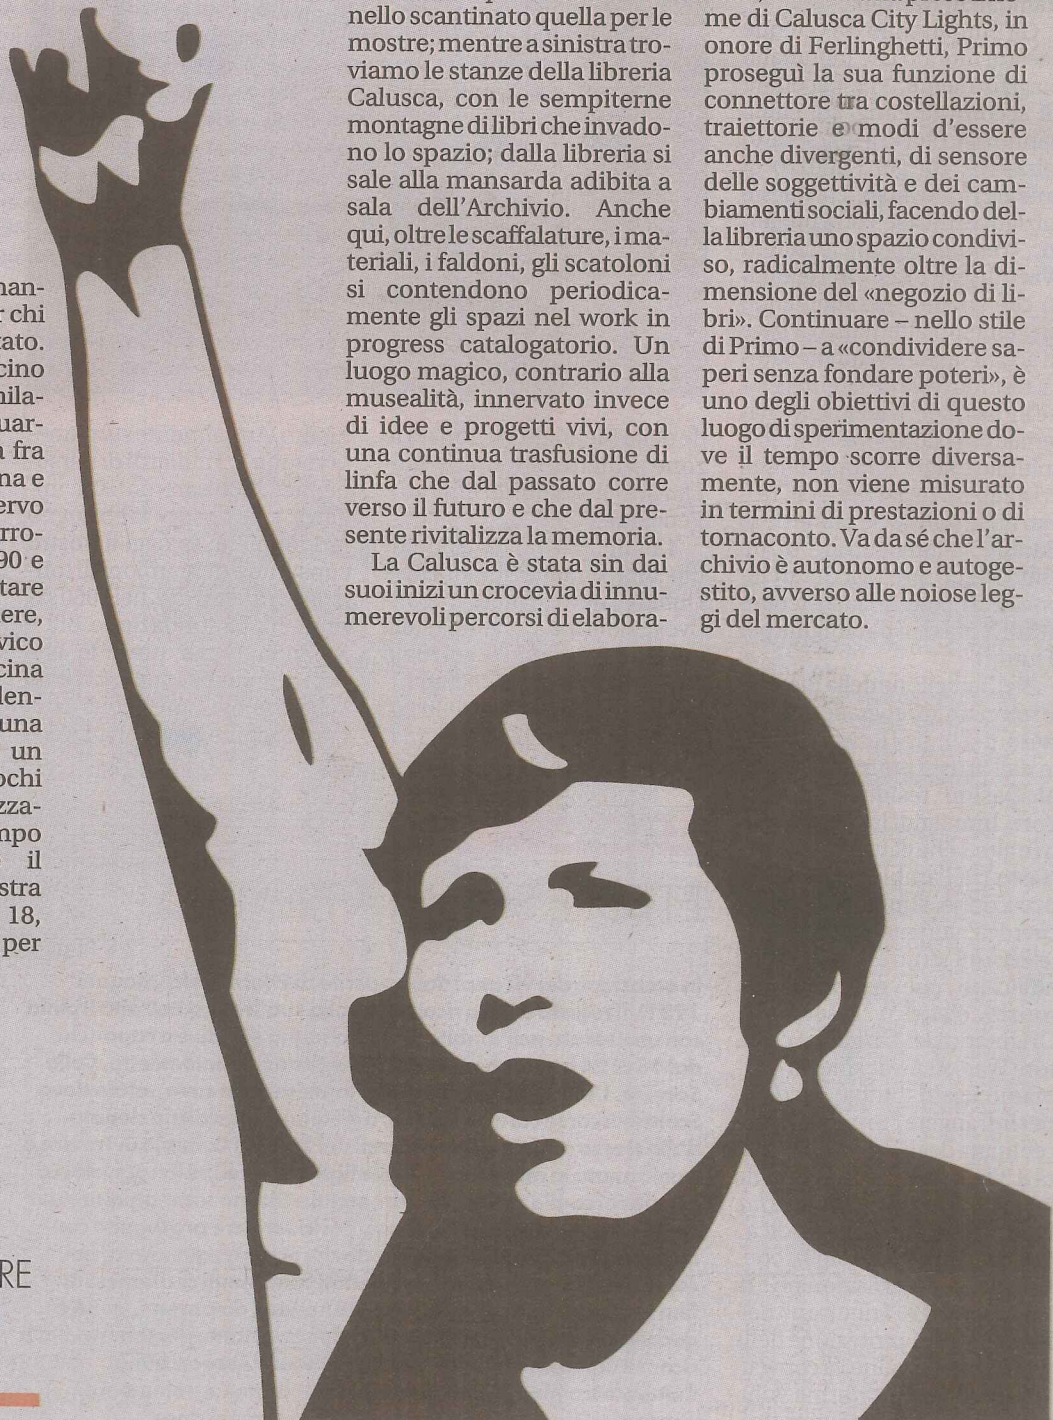 nan-
r chi
tato.
cino
nila-
uar-
a fra
na e
ervo
rro-
90 e
tare
ere,
vico
cina
len-
una
un
ochi
zza-
npo
il
stra
18,
per
RE
nello scantinato quella per le
mostre; mentre a sinistra tro-
viamo le stanze della libreria
Calusca, con le sempiterne
montagne di libri che invado-
no lo spazio; dalla libreria si
sale alla mansarda adibita a
sala dell'Archivio. Anche
qui, oltre le scaffalature, i ma-
teriali, i faldoni, gli scatoloni
si contendono periodica-
mente gli spazi nel work in
progress catalogatorio. Un
luogo magico, contrario alla
musealità, innervato invece
di idee e progetti vivi, con
una continua trasfusione di
linfa che dal passato corre
verso il futuro e che dal pre-
sente rivitalizza la memoria.
La Calusca è stata sin dai
suoi inizi un crocevia di innu-
merevoli percorsi di elabora-
me di Calusca City Lights, in
onore di Ferlinghetti, Primo
proseguì la sua funzione di
connettore tra costellazioni,
traiettorie e modi d'essere
anche divergenti, di sensore
delle soggettività e dei cam-
biamenti sociali, facendo del-
la libreria uno spazio condivi-
so, radicalmente oltre la di-
mensione del «negozio di li-
bri». Continuare – nello stile
di Primo – a «condividere sa-
peri senza fondare poteri», è
uno degli obiettivi di questo
luogo di sperimentazione do-
ve il tempo scorre diversa-
mente, non viene misurato
in termini di prestazioni o di
tornaconto. Va da sé che l'ar-
chivio è autonomo e autoge-
stito, avverso alle noiose leg-
gi del mercato.